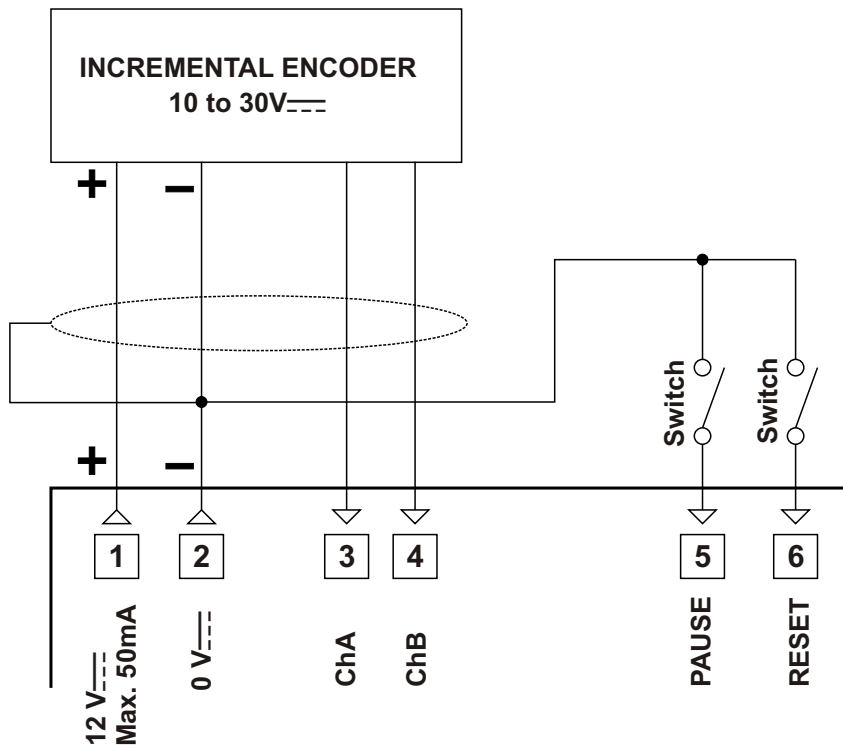 INCREMENTAL ENCODER
10 to 30V⎓
+
−
+
−
Switch
Switch
1
2
3
4
5
6
12 V⎓
Max. 50mA
0 V⎓
ChA
ChB
PAUSE
RESET